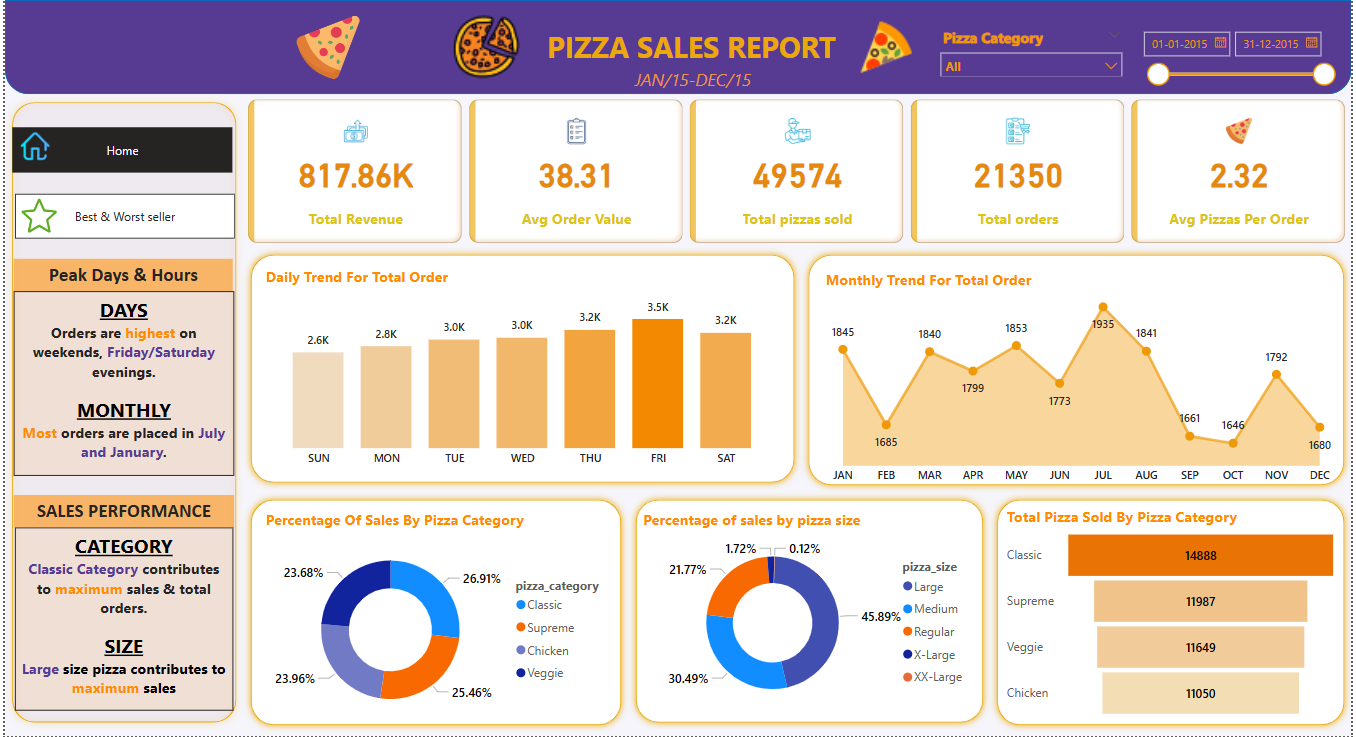 PIZZA SALES REPORT
JAN/15-DEC/15
Pizza Category
All
01-01-2015
31-12-2015
Home
Best & Worst seller
Peak Days & Hours
DAYS
Orders are highest on
weekends, Friday/Saturday
evenings.
MONTHLY
Most orders are placed in July
and January.
SALES PERFORMANCE
CATEGORY
Classic Category contributes
to maximum sales & total
orders.
SIZE
Large size pizza contributes to
maximum sales
817.86K
Total Revenue
38.31
Avg Order Value
49574
Total pizzas sold
21350
Total orders
2.32
Avg Pizzas Per Order
Daily Trend For Total Order
2.6K
2.8K
3.0K
3.0K
3.2K
3.5K
3.2K
SUN
MON
TUE
WED
THU
FRI
SAT
Monthly Trend For Total Order
1845
1685
1840
1799
1853
1773
1935
1841
1661
1646
1792
1680
JAN
FEB
MAR
APR
MAY
JUN
JUL
AUG
SEP
OCT
NOV
DEC
Percentage Of Sales By Pizza Category
23.68%
26.91%
23.96%
25.46%
pizza_category
Classic
Supreme
Chicken
Veggie
Percentage of sales by pizza size
1.72%
0.12%
21.77%
45.89%
30.49%
pizza_size
Large
Medium
Regular
X-Large
XX-Large
Total Pizza Sold By Pizza Category
Classic
14888
Supreme
11987
Veggie
11649
Chicken
11050